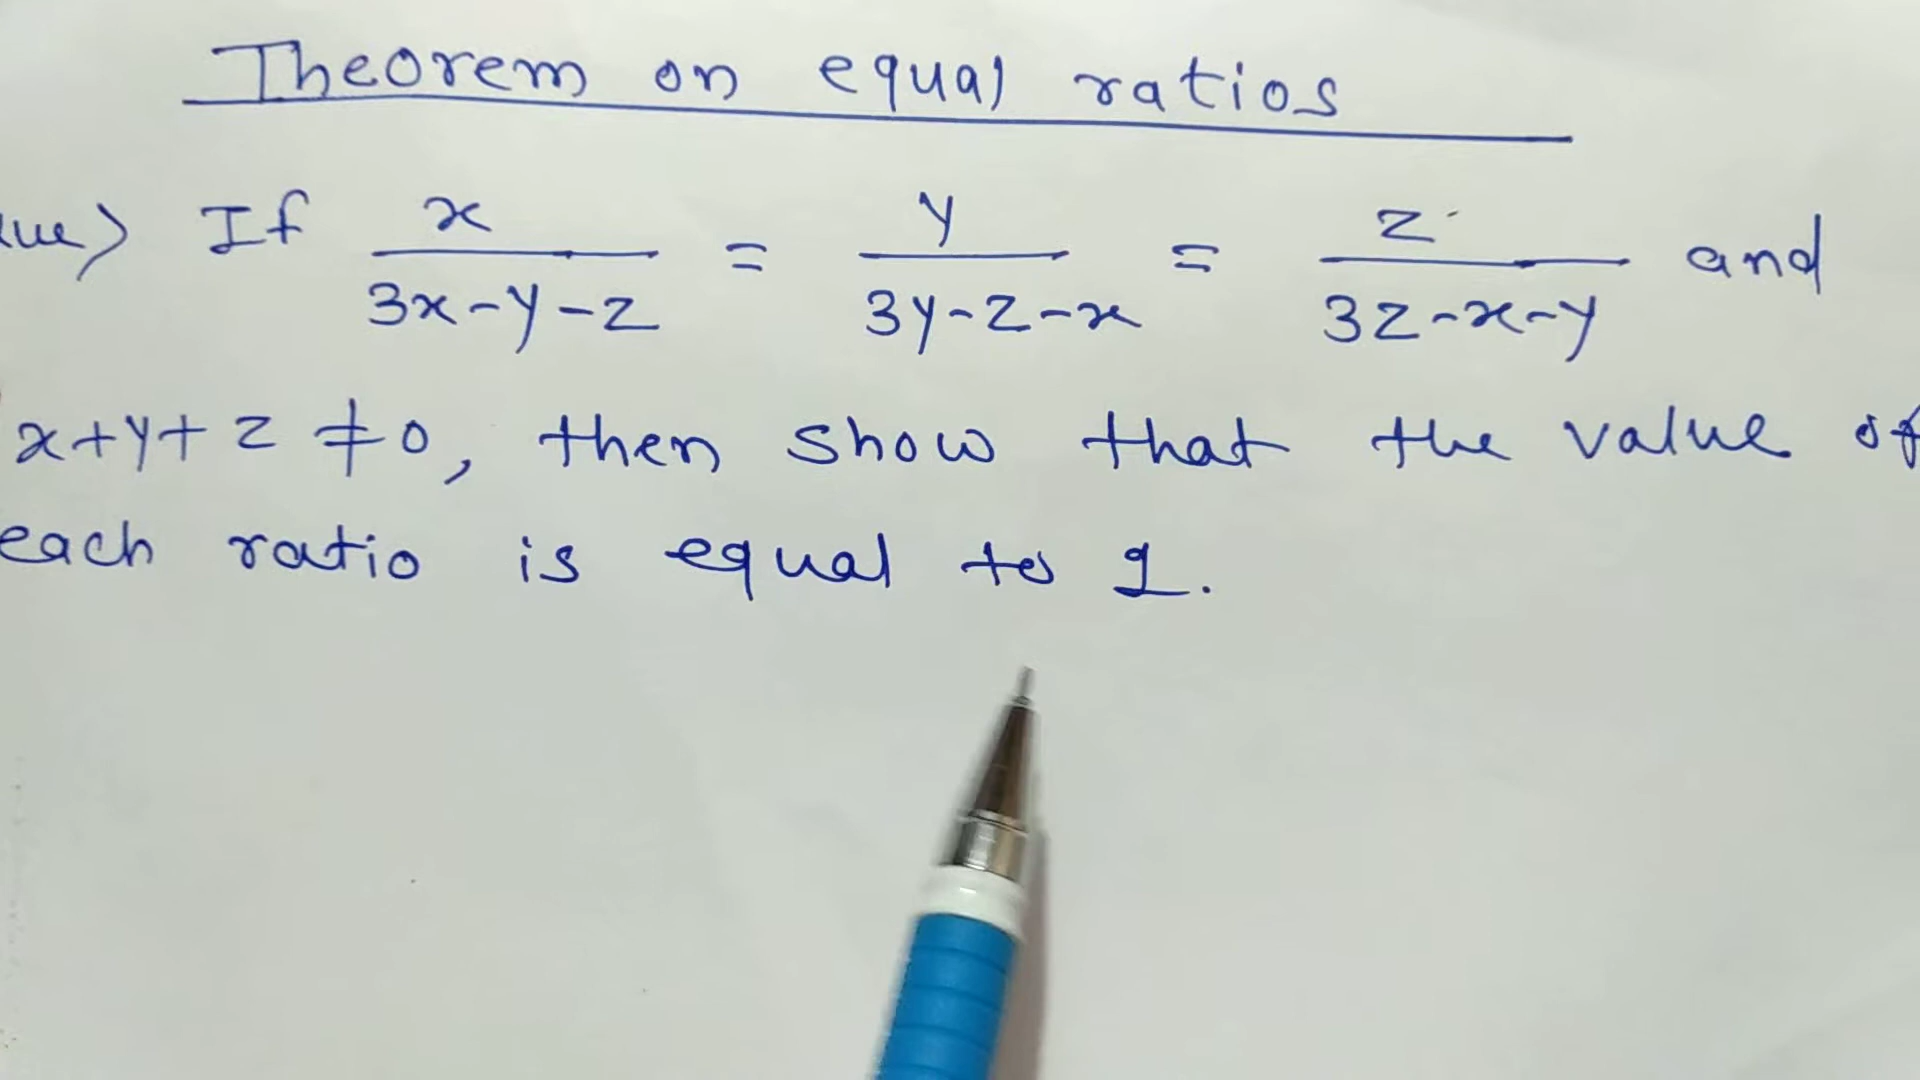 Theorem on equal ratios
If x/(3x-y-z) = y/(3y-z-x) = z/(3z-x-y) and
x+y+z ≠ 0, then show that the value of
each ratio is equal to 1.